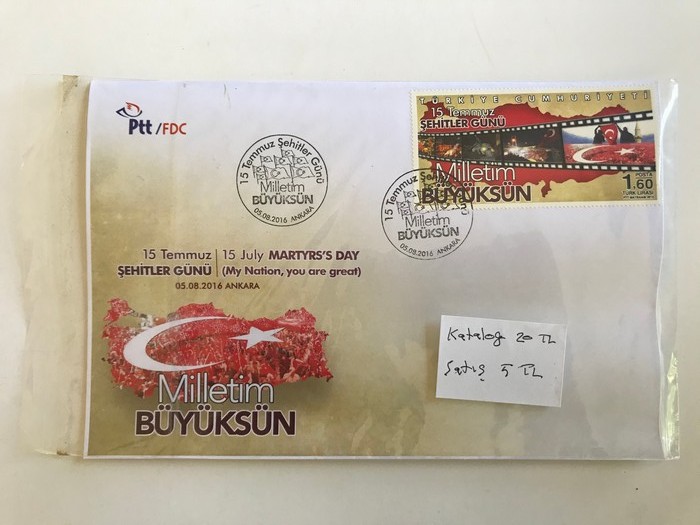 Ptt /FDC
15 Temmuz Şehitler Günü
Milletim
BÜYÜKSÜN
05.08.2016 ANKARA
TÜRKİYE CUMHURİYETİ
15 Temmuz
ŞEHİTLER GÜNÜ
Milletim
BÜYÜKSÜN
POSTA
1.60
TÜRK LİRASI
15 Temmuz Şe
Milletim
BÜYÜKSÜN
05.08.2016 ANKARA
15 Temmuz
ŞEHİTLER GÜNÜ
15 July MARTYRS'S DAY
(My Nation, you are great)
05.08.2016 ANKARA
Milletim
BÜYÜKSÜN
Katalog 20 TL
Satış 5 TL